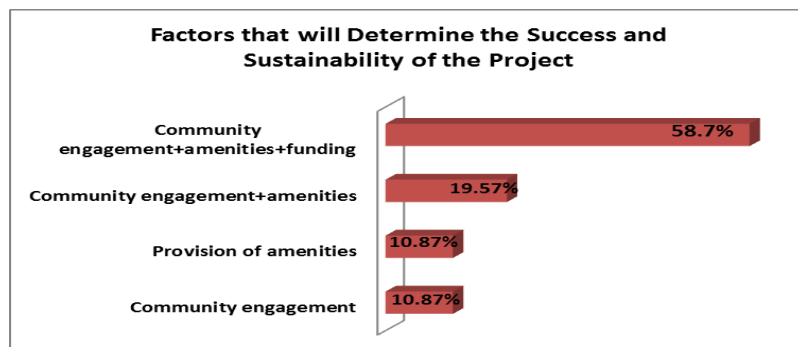 Factors that will Determine the Success and
Sustainability of the Project
Community
engagement+amenities+funding
58.7%
Community engagement+amenities
19.57%
Provision of amenities
10.87%
Community engagement
10.87%